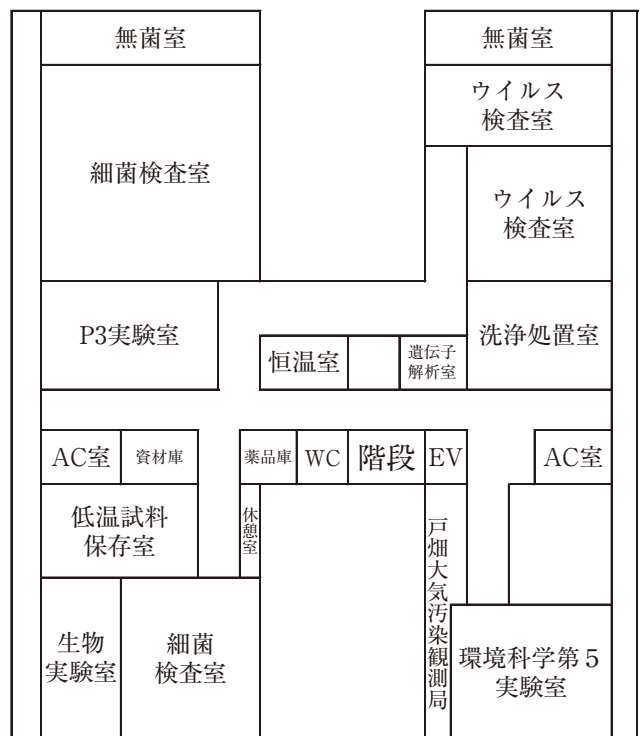 無菌室
無菌室
細菌検査室
ウイルス
検査室
ウイルス
検査室
P3実験室
恒温室
遺伝子
解析室
洗浄処置室
AC室
資材庫
薬品庫
WC
階段
EV
AC室
低温試料
保存室
休憩室
戸畑大気汚染観測局
生物
実験室
細菌
検査室
環境科学第5
実験室